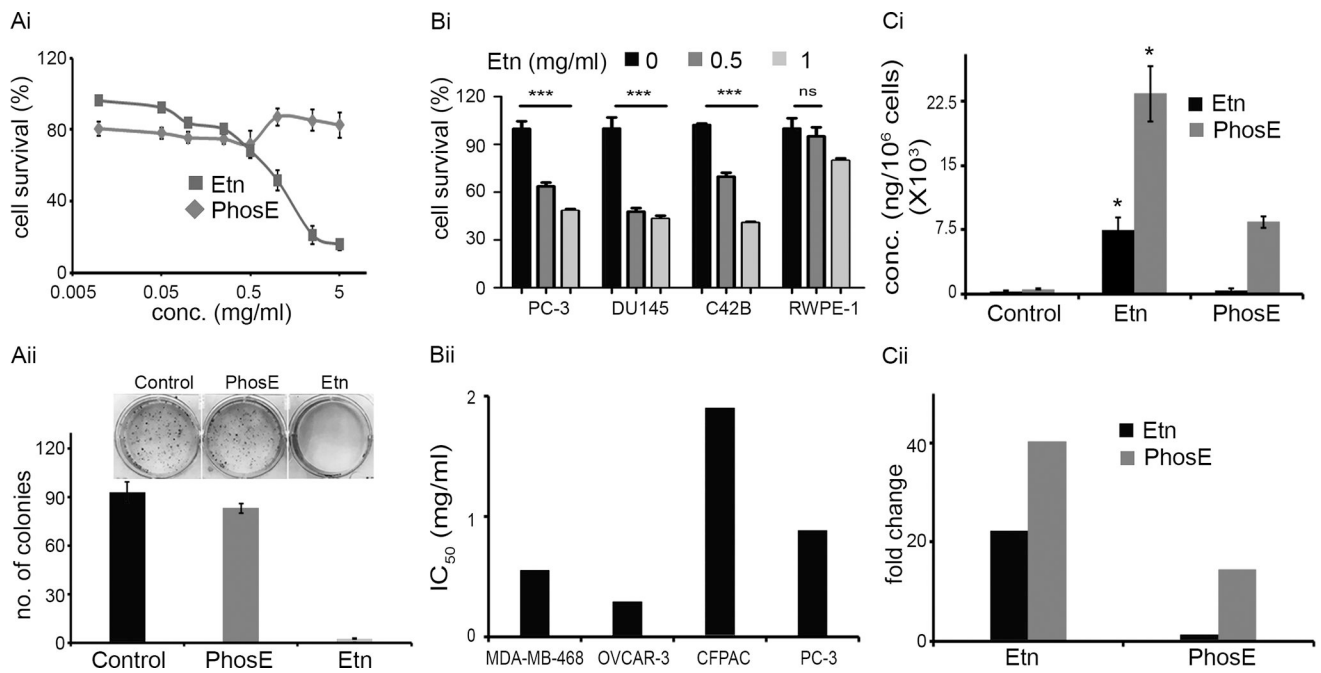 Ai
120
80
40
0
cell survival (%)
Etn
PhosE
0.005 0.05 0.5 5
conc. (mg/ml)
Bi
Etn (mg/ml) 0 0.5 1
cell survival (%)
120
90
60
30
0
*** *** *** ns
PC-3 DU145 C42B RWPE-1
Ci
conc. (ng/10⁶ cells)
(X10³)
22.5
15
7.5
0
*
*
Etn
PhosE
Control Etn PhosE
Aii
Control PhosE Etn
no. of colonies
120
90
60
30
0
Control PhosE Etn
Bii
IC₅₀ (mg/ml)
2
1
0
MDA-MB-468 OVCAR-3 CFPAC PC-3
Cii
fold change
40
20
0
Etn
PhosE
Etn PhosE